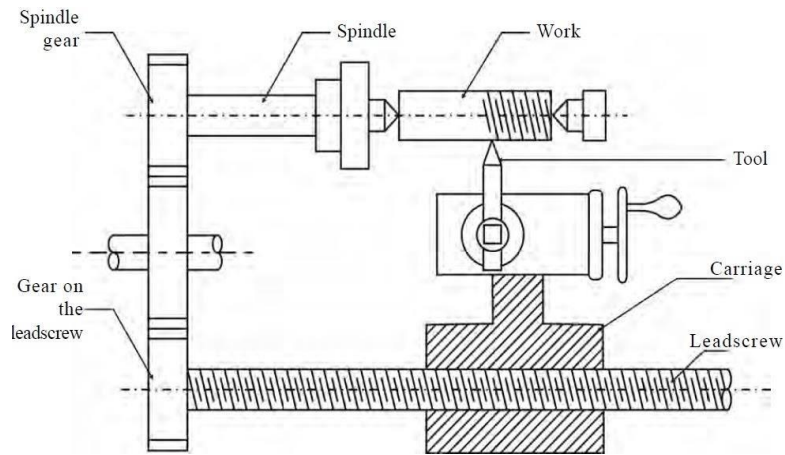 Spindle
gear
Spindle
Work
Tool
Gear on
the
leadscrew
Carriage
Leadscrew